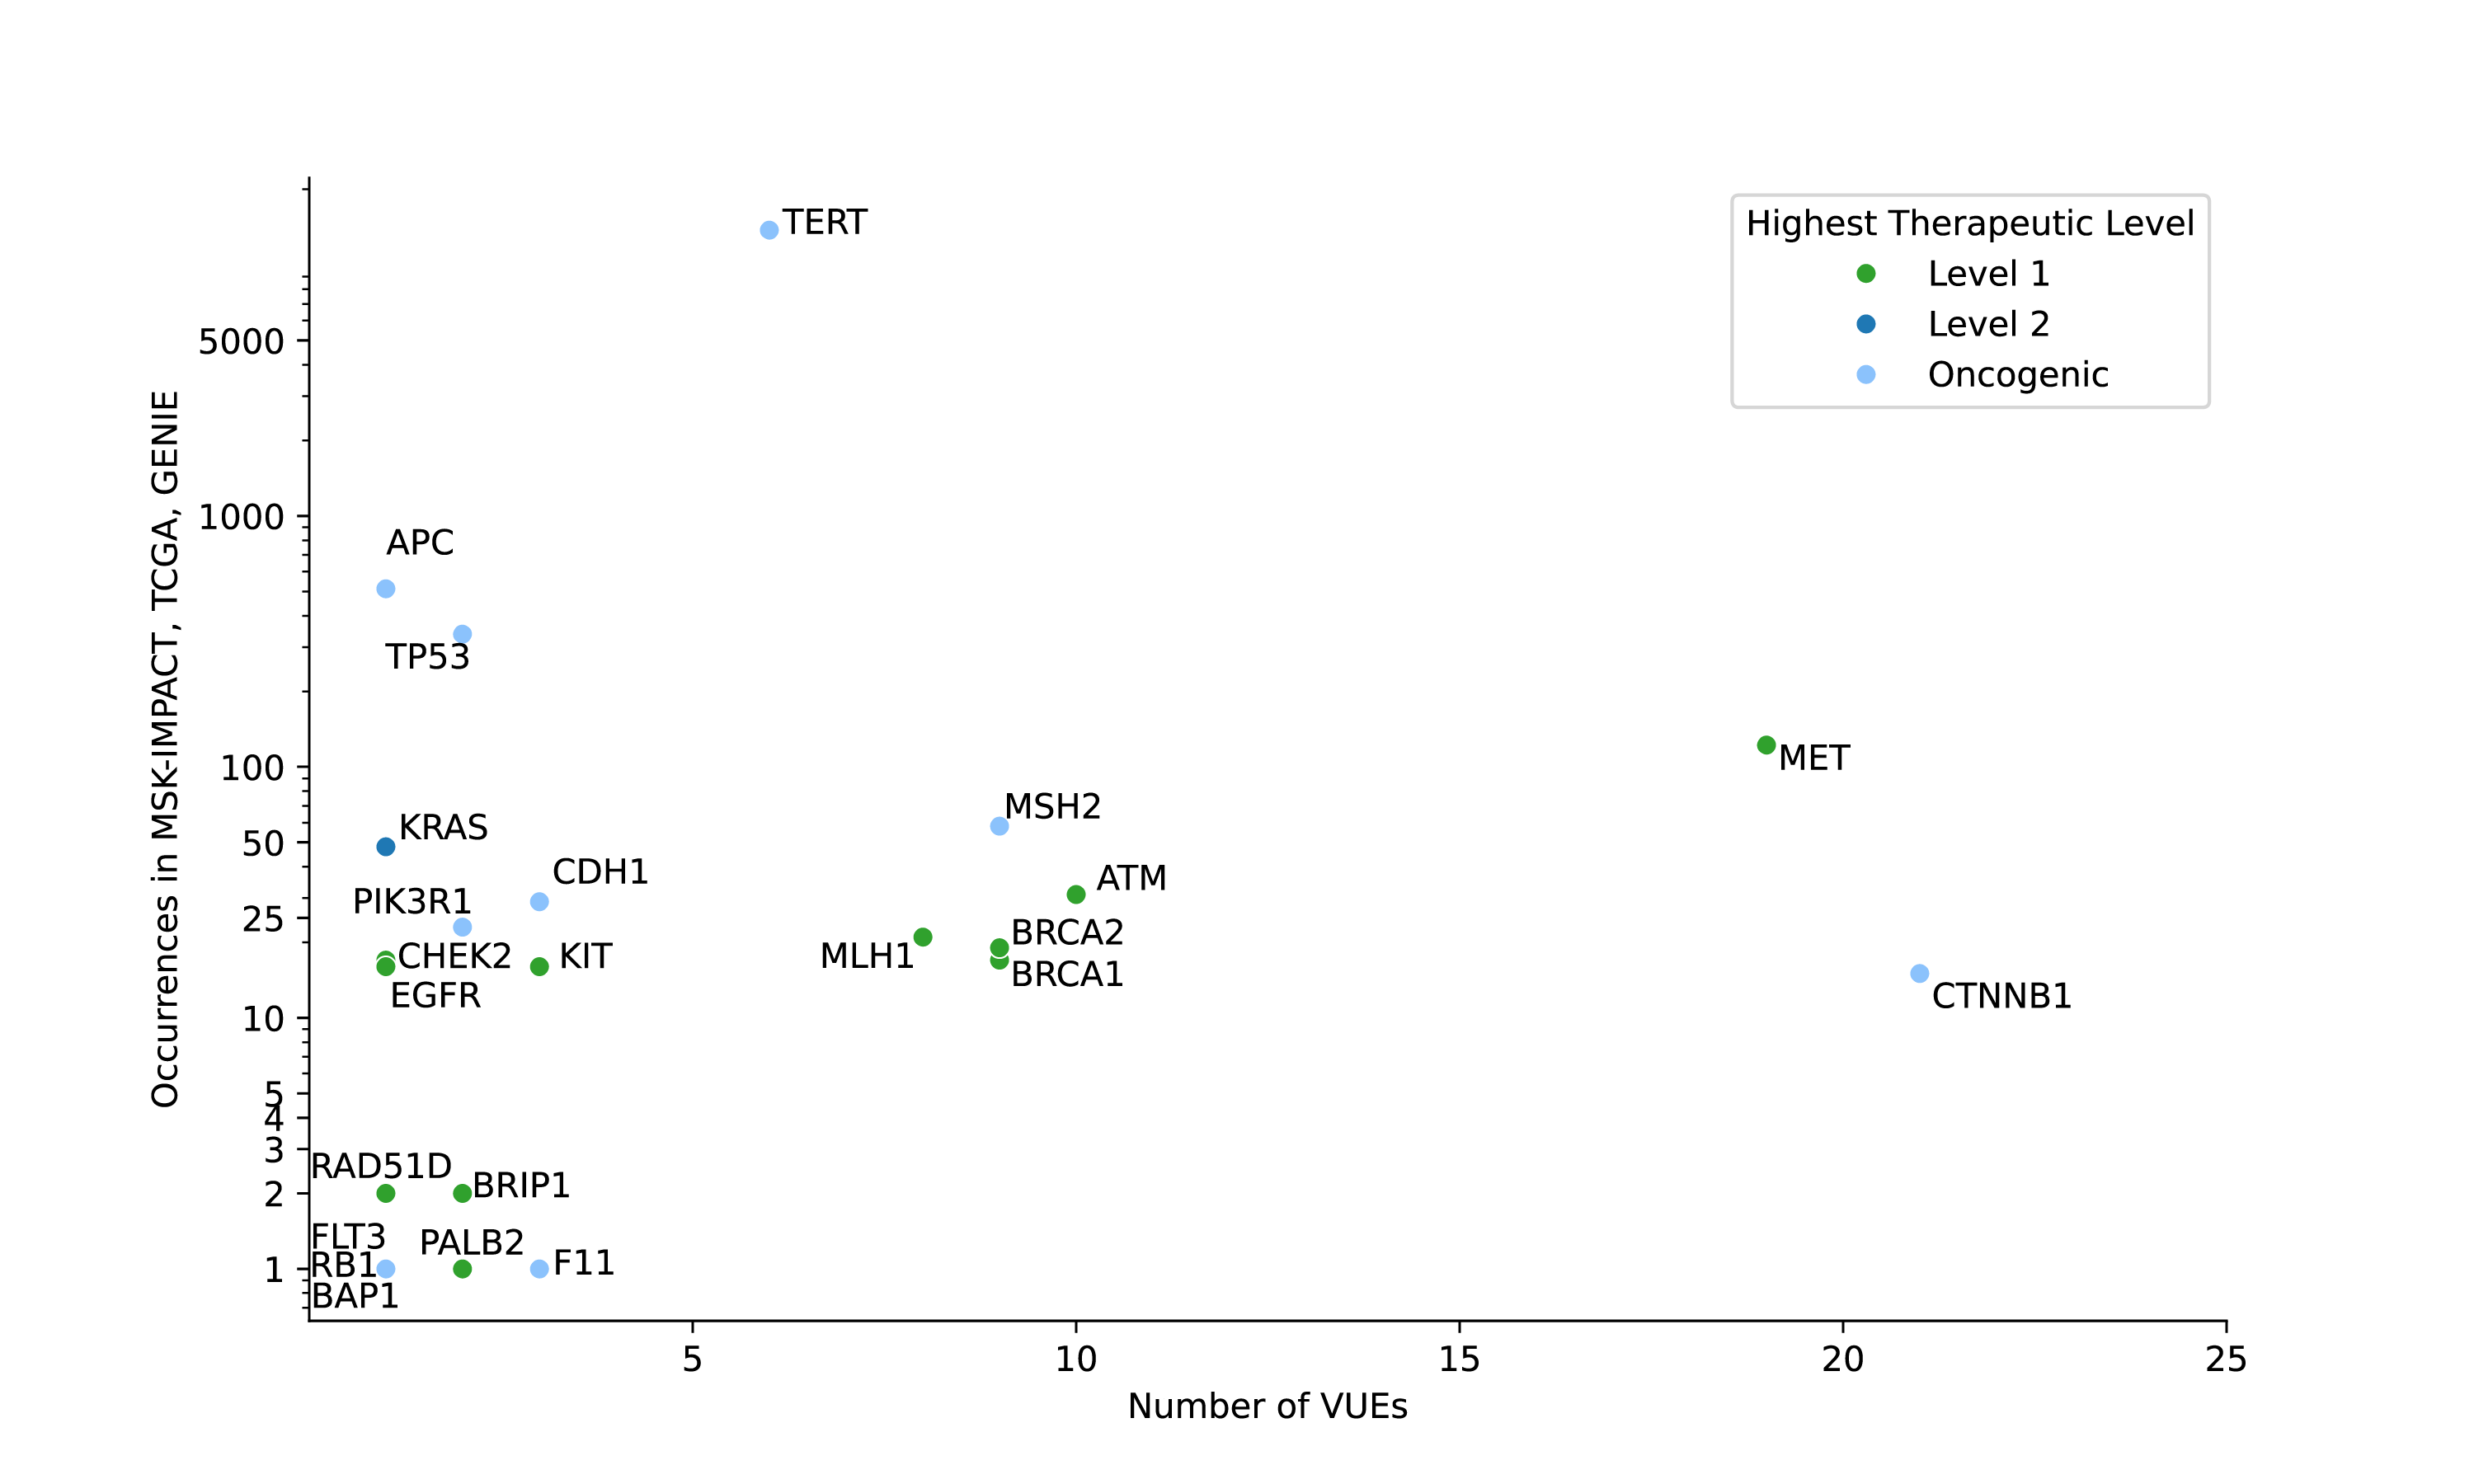 TERT
Highest Therapeutic Level
Level 1
Level 2
Oncogenic
5000
1000
100
50
25
10
5
4
3
2
1
Occurrences in MSK-IMPACT, TCGA, GENIE
APC
TP53
MET
KRAS
MSH2
CDH1
ATM
PIK3R1
BRCA2
CHEK2
KIT
MLH1
BRCA1
EGFR
CTNNB1
RAD51D
BRIP1
FLT3
PALB2
RB1
F11
BAP1
5
10
15
20
25
Number of VUEs